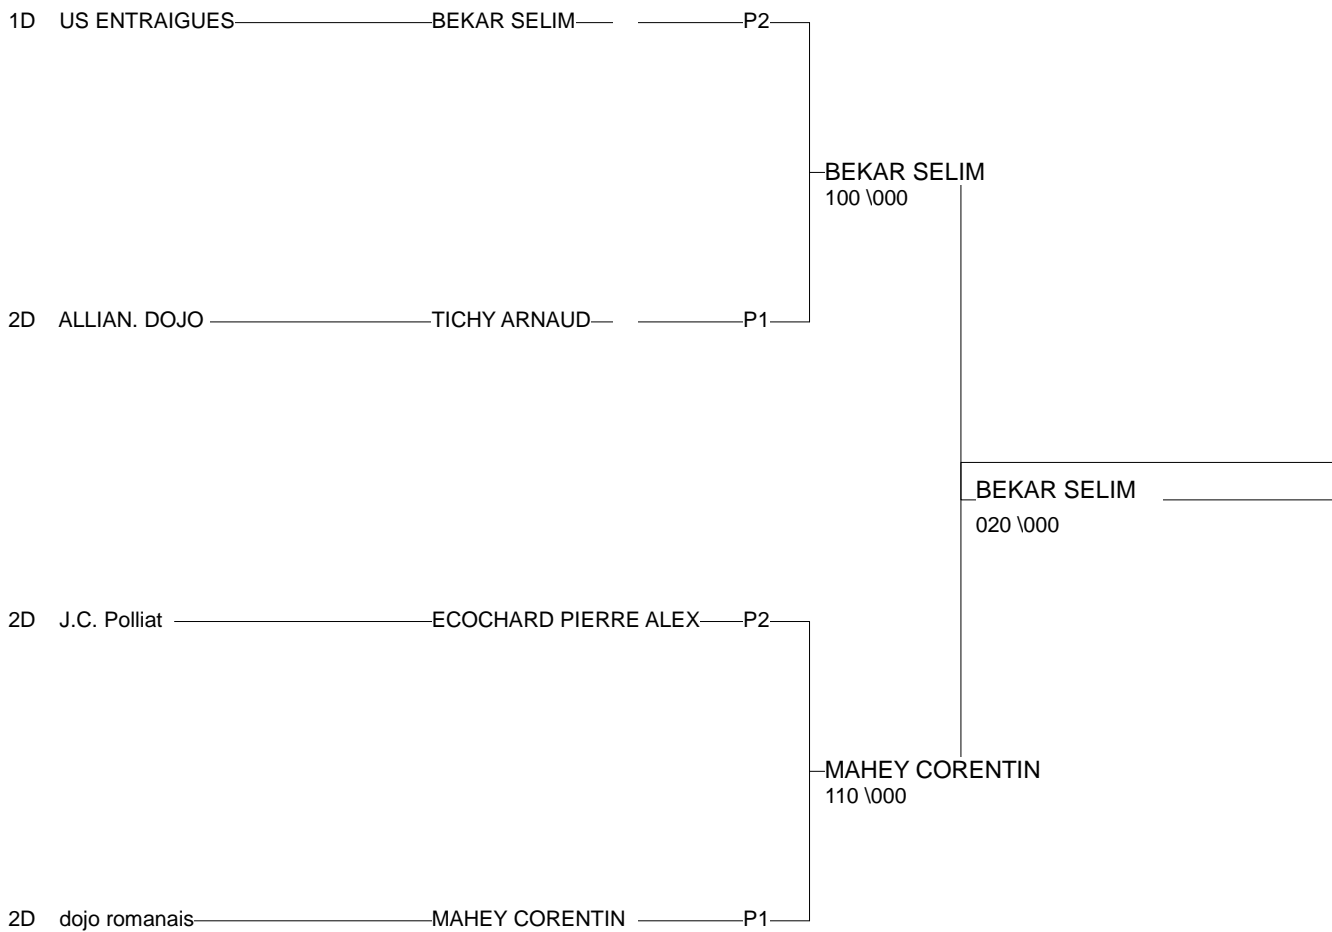 1D US ENTRAIGUES BEKAR SELIM P2
BEKAR SELIM
100 \000
2D ALLIAN. DOJO TICHY ARNAUD P1
BEKAR SELIM
020 \000
2D J.C. Polliat ECOCHARD PIERRE ALEX P2
MAHEY CORENTIN
110 \000
2D dojo romanais MAHEY CORENTIN P1